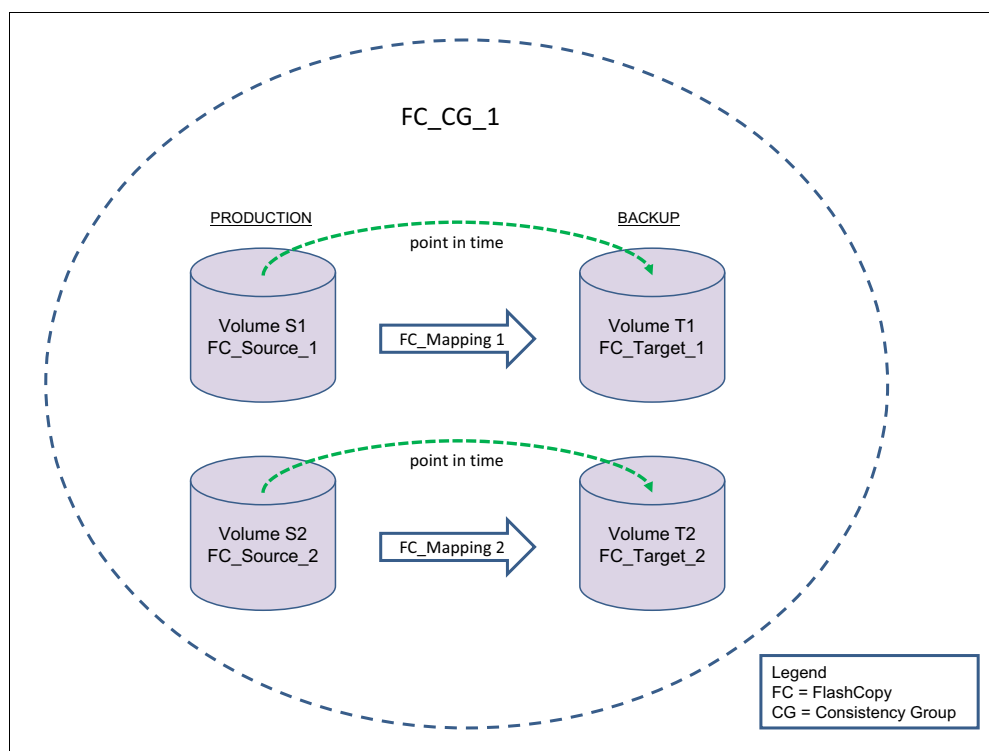 FC_CG_1
PRODUCTION
BACKUP
point in time
Volume S1
FC_Source_1
FC_Mapping 1
Volume T1
FC_Target_1
point in time
Volume S2
FC_Source_2
FC_Mapping 2
Volume T2
FC_Target_2
Legend
FC = FlashCopy
CG = Consistency Group